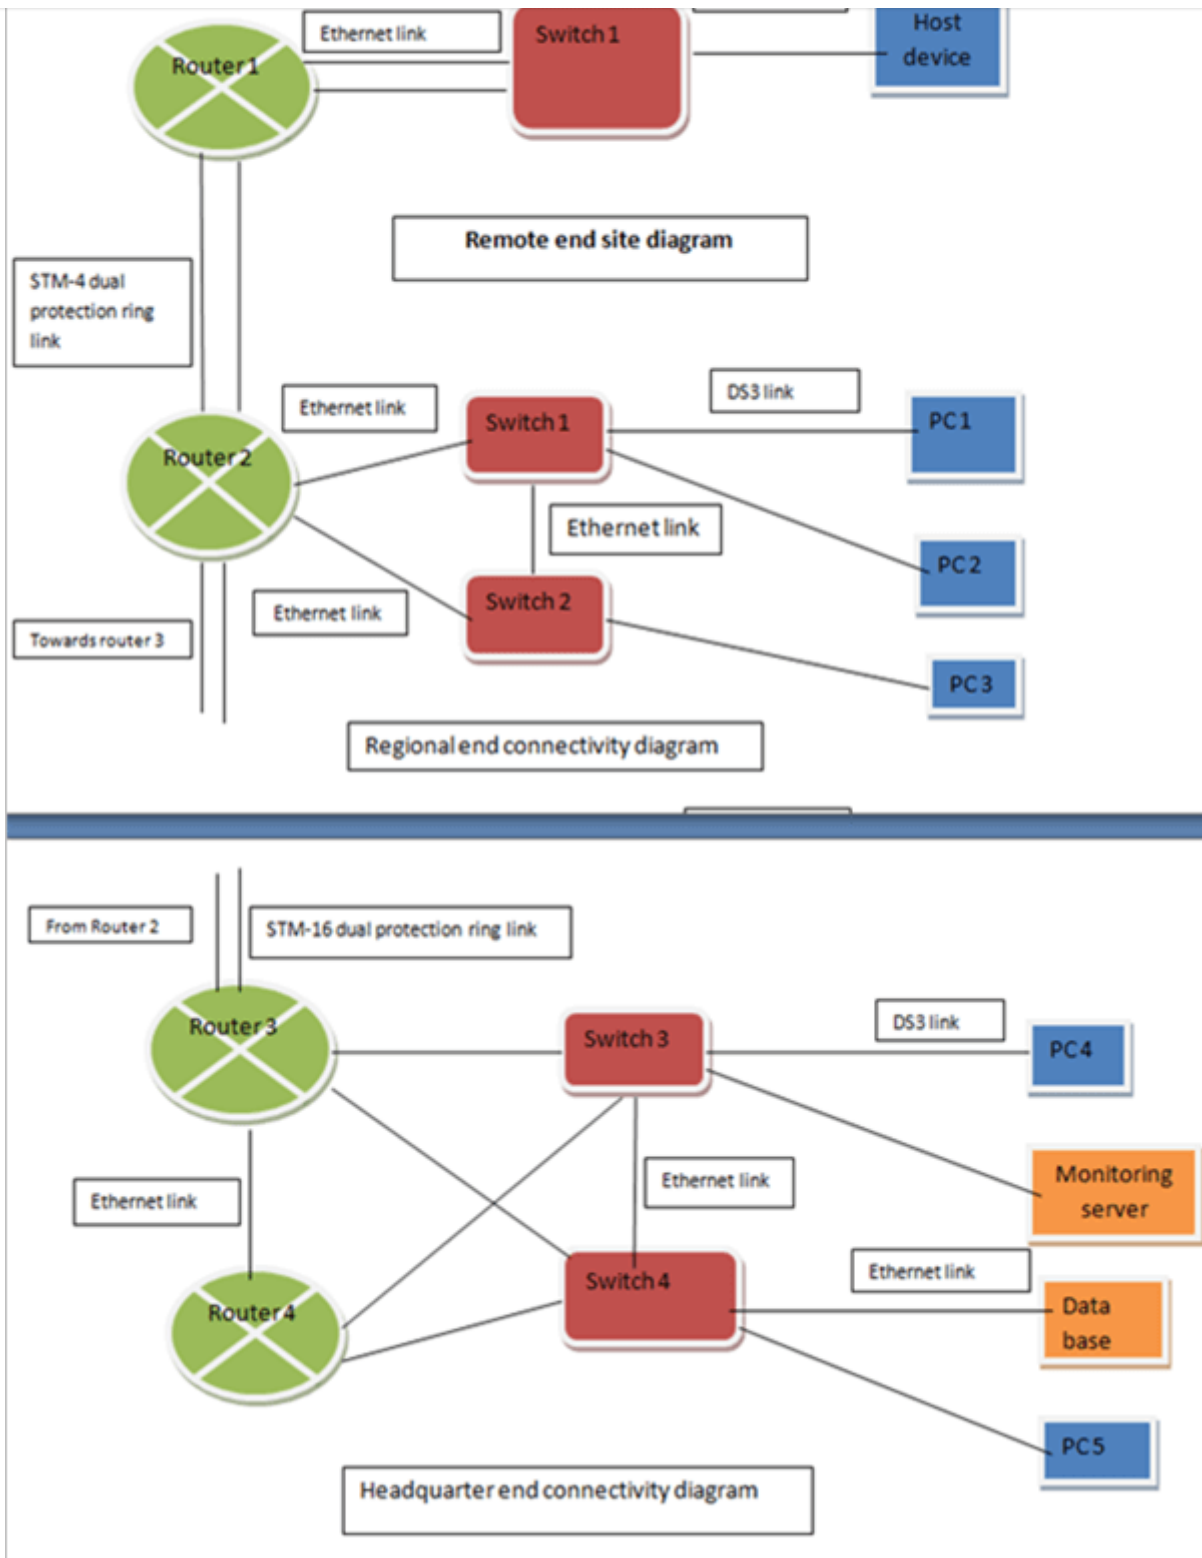 Ethernet link
Switch 1
Host
device
Router 1
Remote end site diagram
STM-4 dual
protection ring
link
Ethernet link
Switch 1
DS3 link
PC 1
Router 2
Ethernet link
PC 2
Ethernet link
Switch 2
Towards router 3
PC 3
Regional end connectivity diagram
From Router 2
STM-16 dual protection ring link
Router 3
Switch 3
DS3 link
PC4
Ethernet link
Ethernet link
Monitoring
server
Router 4
Switch 4
Ethernet link
Data
base
PC5
Headquarter end connectivity diagram